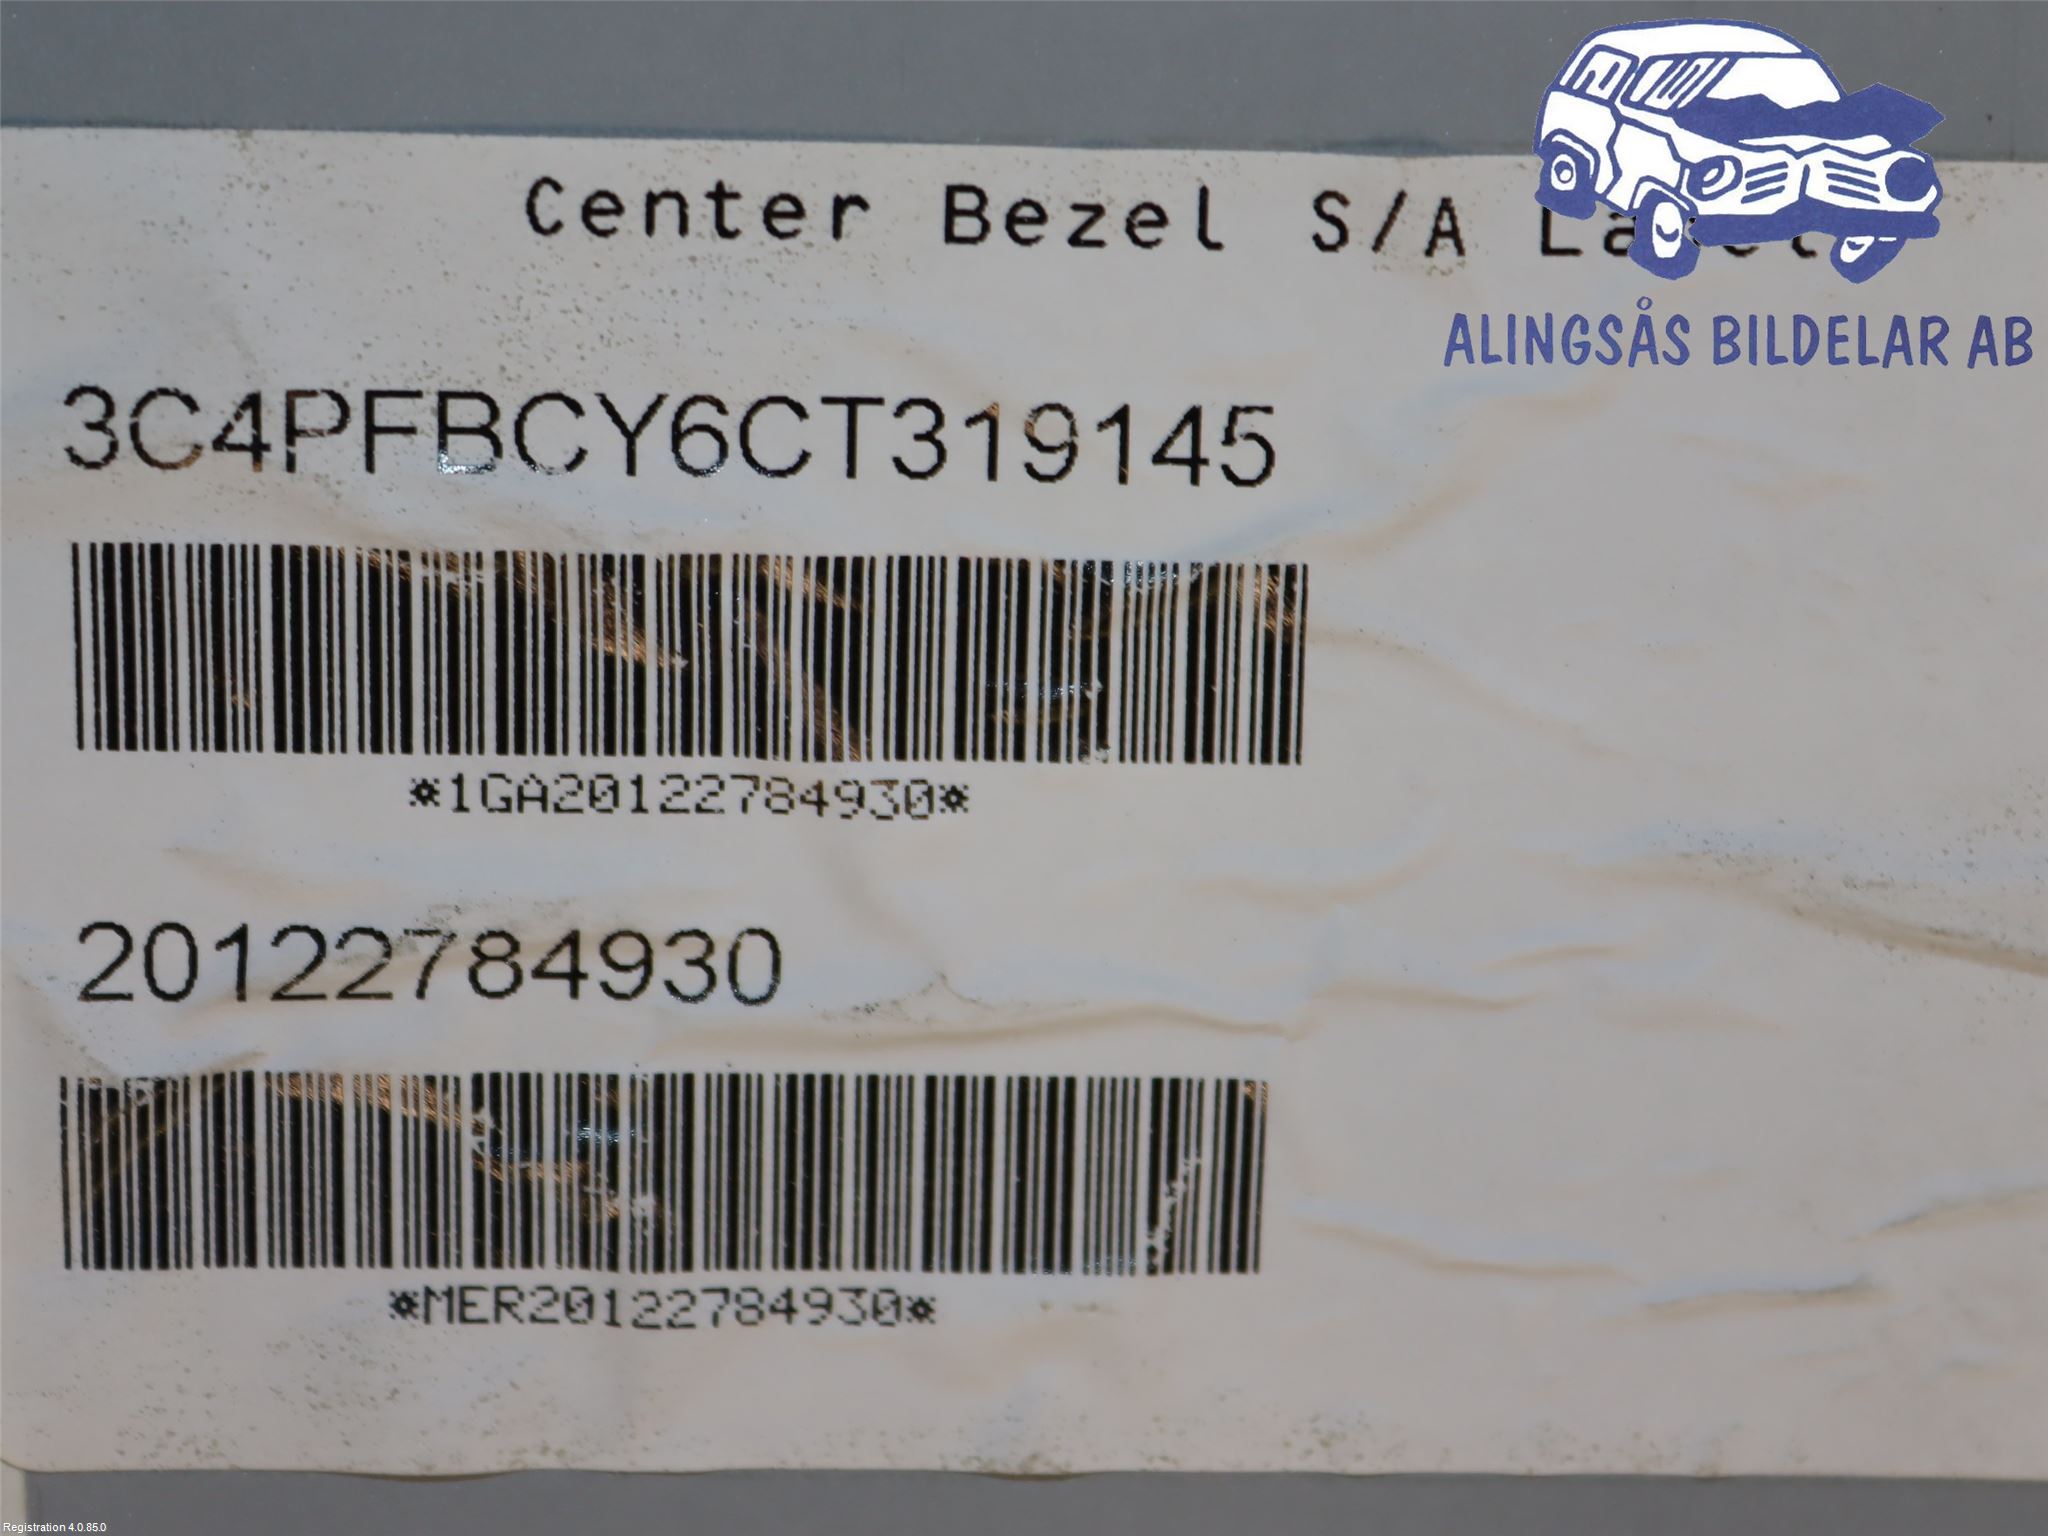 Center Bezel S/A
ALINGSÅS BILDELAR AB
3C4PFBCY6CT319145
*1GA20122784930*
20122784930
*MER20122784930*
Registration 4.0.85.0